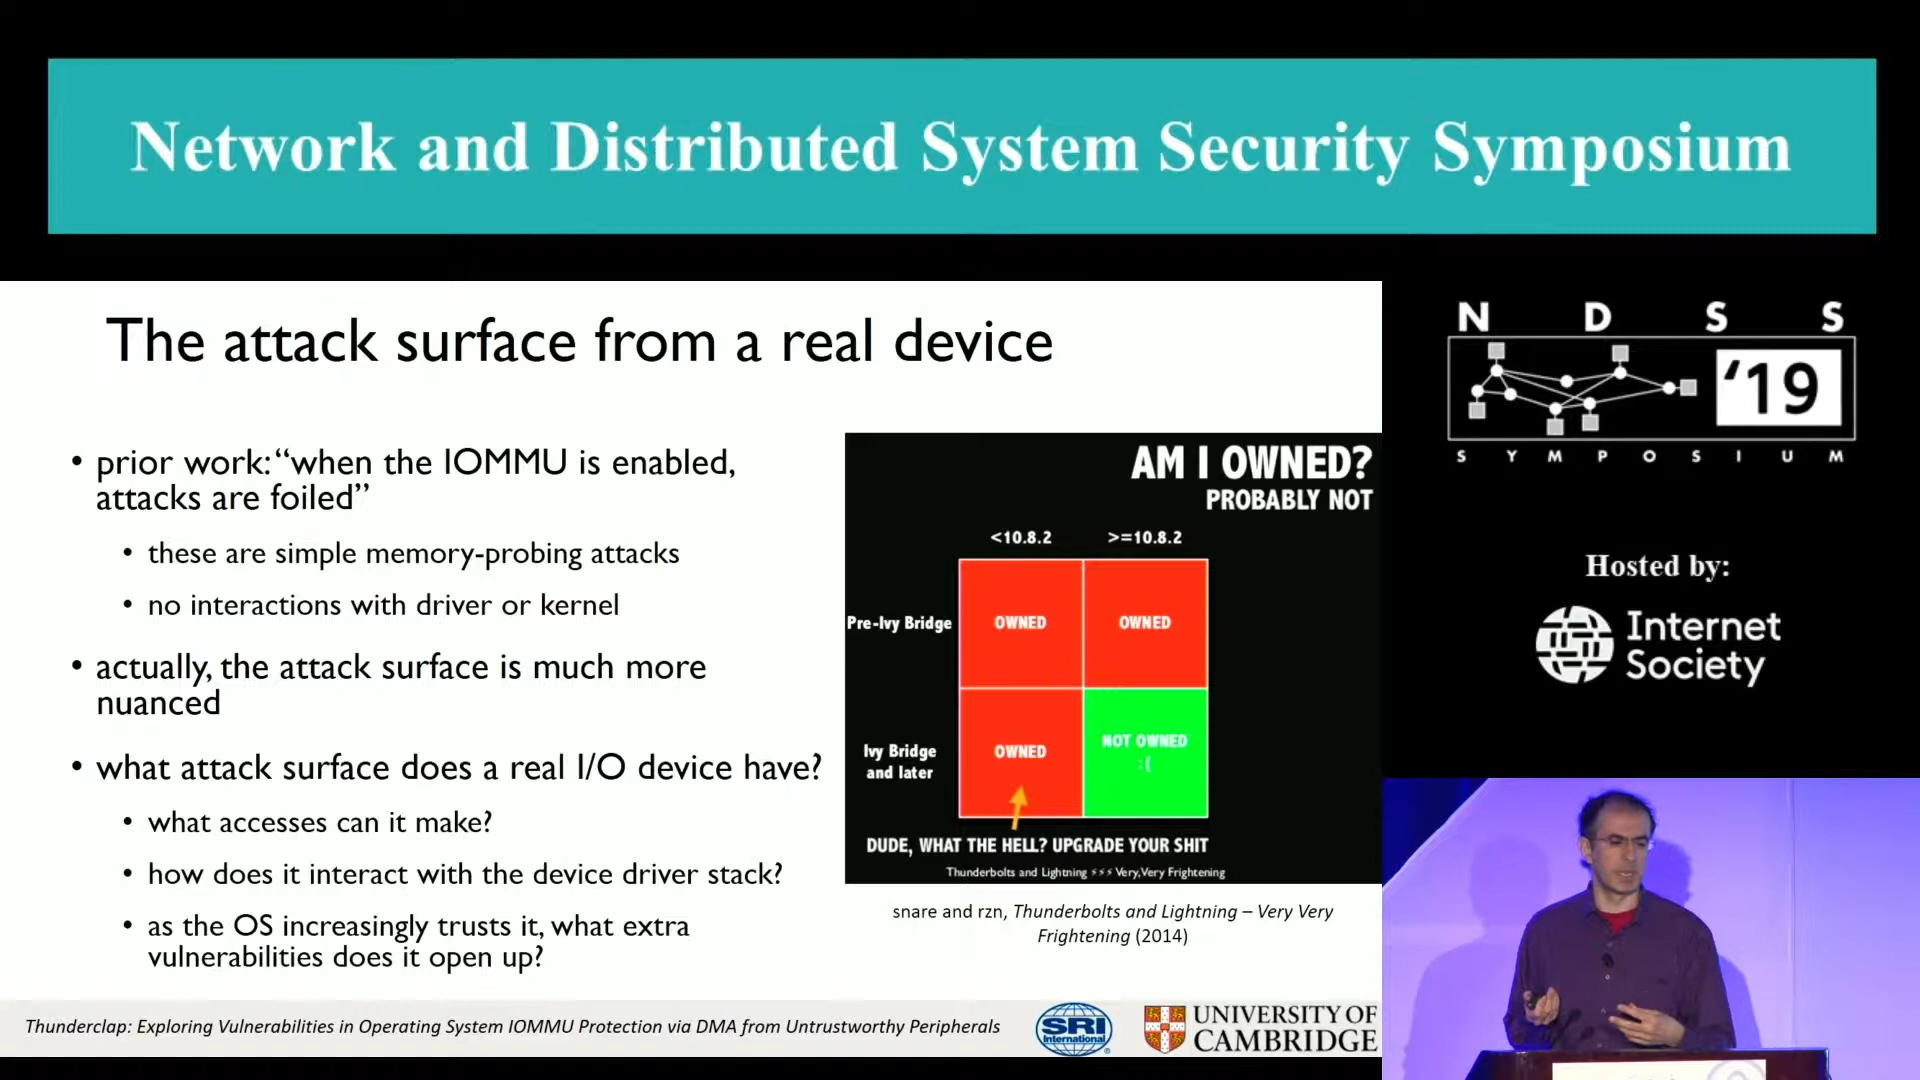 Network and Distributed System Security Symposium
The attack surface from a real device
• prior work: “when the IOMMU is enabled,
attacks are foiled”
• these are simple memory-probing attacks
• no interactions with driver or kernel
• actually, the attack surface is much more
nuanced
• what attack surface does a real I/O device have?
• what accesses can it make?
• how does it interact with the device driver stack?
• as the OS increasingly trusts it, what extra
vulnerabilities does it open up?
AM I OWNED?
PROBABLY NOT
<10.8.2 >=10.8.2
Pre-Ivy Bridge OWNED OWNED
Ivy Bridge
and later
OWNED
NOT OWNED
:(
DUDE, WHAT THE HELL? UPGRADE YOUR SHIT
Thunderbolts and Lightning ⚡⚡⚡ Very,Very Frightening
snare and rzn, Thunderbolts and Lightning – Very Very
Frightening (2014)
Thunderclap: Exploring Vulnerabilities in Operating System IOMMU Protection via DMA from Untrustworthy Peripherals
SRI
International
UNIVERSITY OF
CAMBRIDGE
N D S S
‘19
S Y M P O S I U M
Hosted by:
Internet
Society